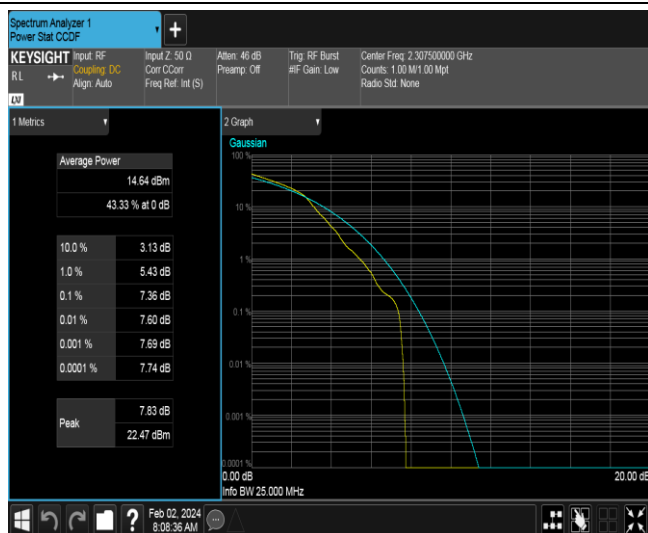 Spectrum Analyzer 1
Power Stat CCDF
+
KEYSIGHT
RL
LXI
Input: RF
Coupling: DC
Align: Auto
Input Z: 50 Ω
Corr CCorr
Freq Ref: Int (S)
Atten: 46 dB
Preamp: Off
Trig: RF Burst
#IF Gain: Low
Center Freq: 2.307500000 GHz
Counts: 1.00 M/1.00 Mpt
Radio Std: None
1 Metrics
Average Power
14.64 dBm
43.33 % at 0 dB
10.0 % 3.13 dB
1.0 % 5.43 dB
0.1 % 7.36 dB
0.01 % 7.60 dB
0.001 % 7.69 dB
0.0001 % 7.74 dB
Peak
7.83 dB
22.47 dBm
2 Graph
Gaussian
100 %
10 %
1 %
0.1 %
0.01 %
0.001 %
0.0001 %
0.00 dB
20.00 dB
Info BW 25.000 MHz
?
Feb 02, 2024
8:08:36 AM